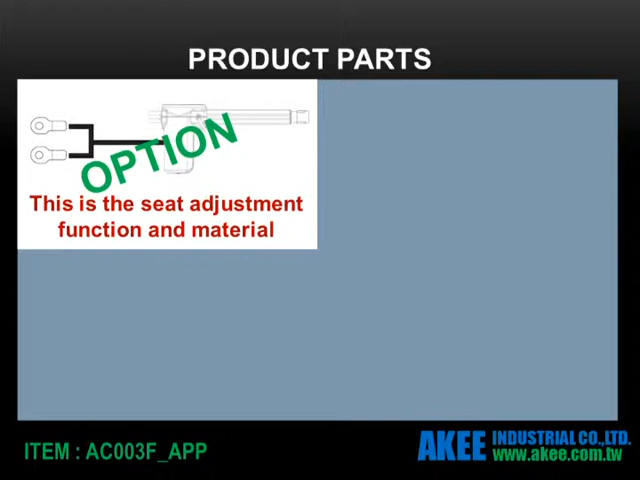 PRODUCT PARTS
OPTION
This is the seat adjustment
function and material
ITEM : AC003F_APP
AKEE INDUSTRIAL CO.,LTD.
www.akee.com.tw